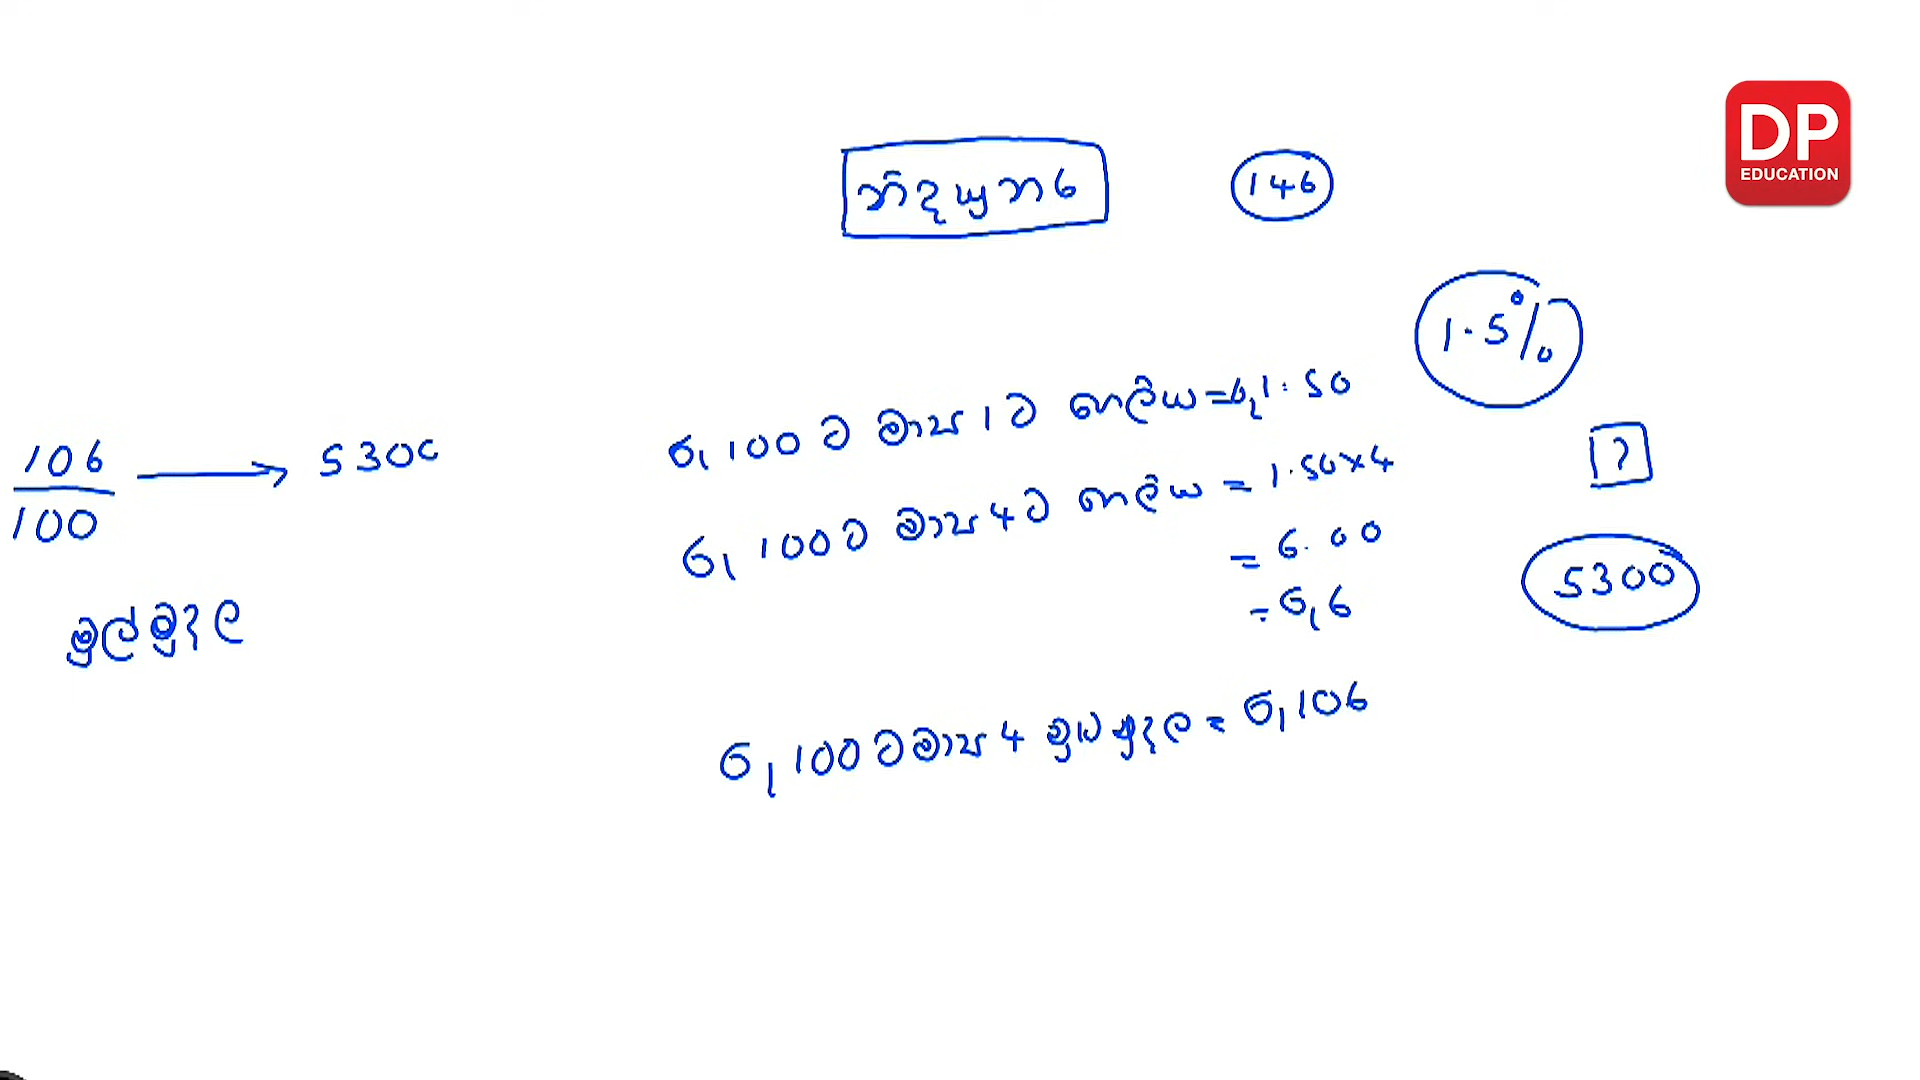 DP
EDUCATION
නිදසුන 6
146
1.5%
රු 100 ට මාස 1 ට පොලිය = රු 1.50
රු 100 ට මාස 4 ට පොලිය = 1.50 × 4
= 6.00
= රු 6
?
5300
රු 100 ට මාස 4 මුළු මුදල = රු 106
106
100
→ 5300
මුල් මුදල